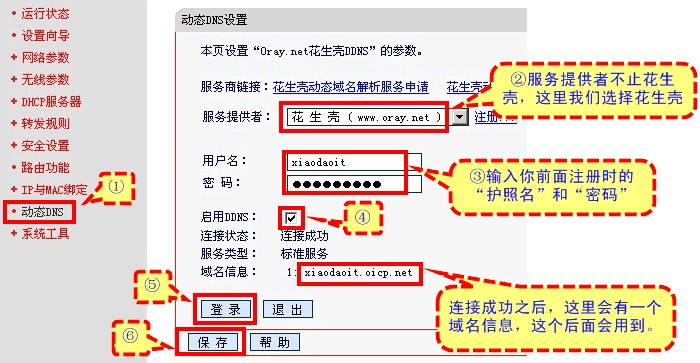 运行状态
设置向导
网络参数
无线参数
DHCP服务器
转发规则
安全设置
路由功能
IP与MAC绑定
动态DNS
系统工具
①
动态DNS设置
本页设置“Oray.net花生壳DDNS”的参数。
服务商链接： 花生壳动态域名解析服务申请 花生壳
服务提供者： 花生壳（www.oray.net） 注册...
②服务提供者不止花生
壳，这里我们选择花生壳
用户名： xiaodaoit
密 码： ●●●●●●●●●
③输入你前面注册时的
“护照名”和“密码”
启用DDNS： ④
连接状态： 连接成功
服务类型： 标准服务
域名信息： 1: xiaodaoit.oicp.net
连接成功之后，这里会有一个
域名信息，这个后面会用到。
⑤
登 录 退 出
⑥
保 存 帮 助